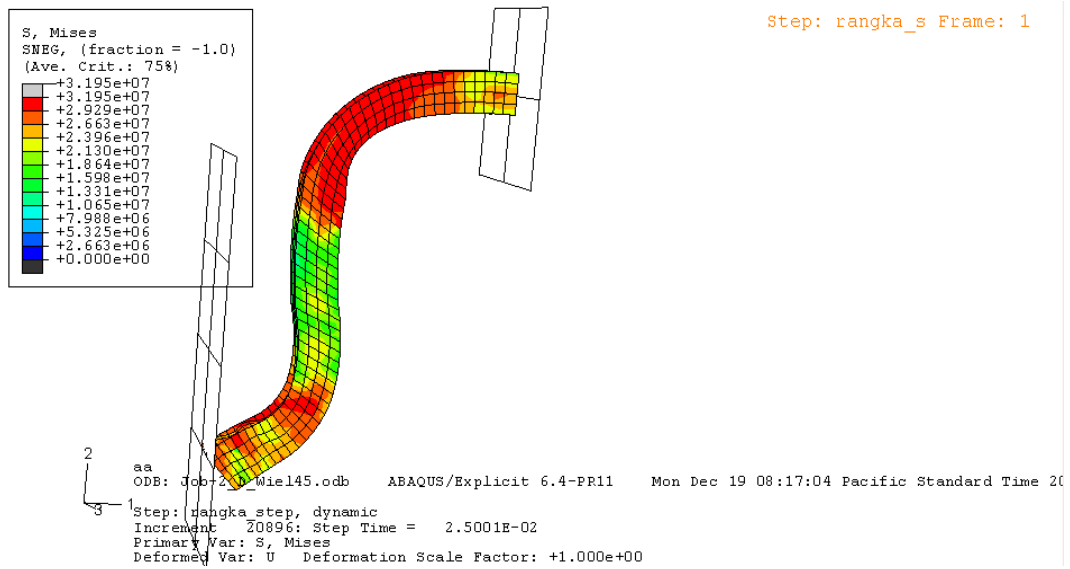 Step: rangka_s Frame: 1
S, Mises
SNEG, (fraction = -1.0)
(Ave. Crit.: 75%)
+3.195e+07
+3.195e+07
+2.929e+07
+2.663e+07
+2.396e+07
+2.130e+07
+1.864e+07
+1.598e+07
+1.331e+07
+1.065e+07
+7.988e+06
+5.325e+06
+2.663e+06
+0.000e+00
2
3
1
aa
ODB: ABAQUS/Explicit 6.4-PR11 Mon Dec 19 08:17:04 Pacific Standard Time 20
Step: rangka_step, dynamic
Increment 20896: Step Time = 2.5001E-02
Primary Var: S, Mises
Deformed Var: U Deformation Scale Factor: +1.000e+00